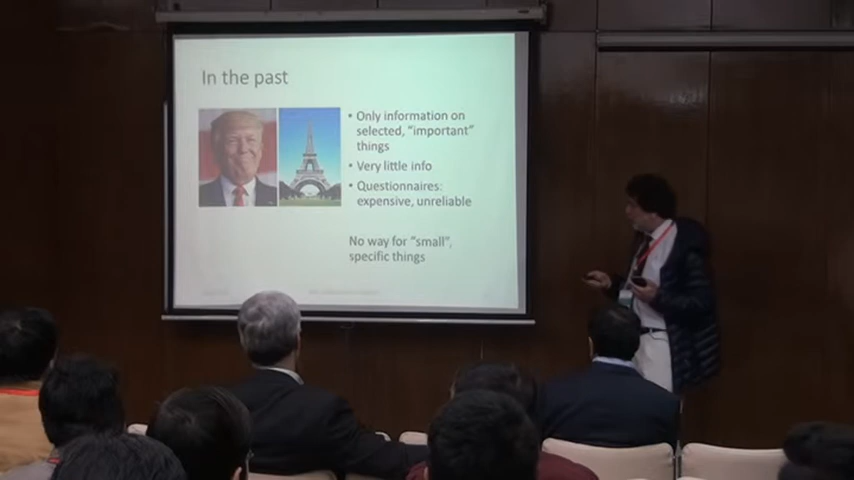 In the past
• Only information on
selected, "important"
things
• Very little info
• Questionnaires:
expensive, unreliable
No way for "small",
specific things